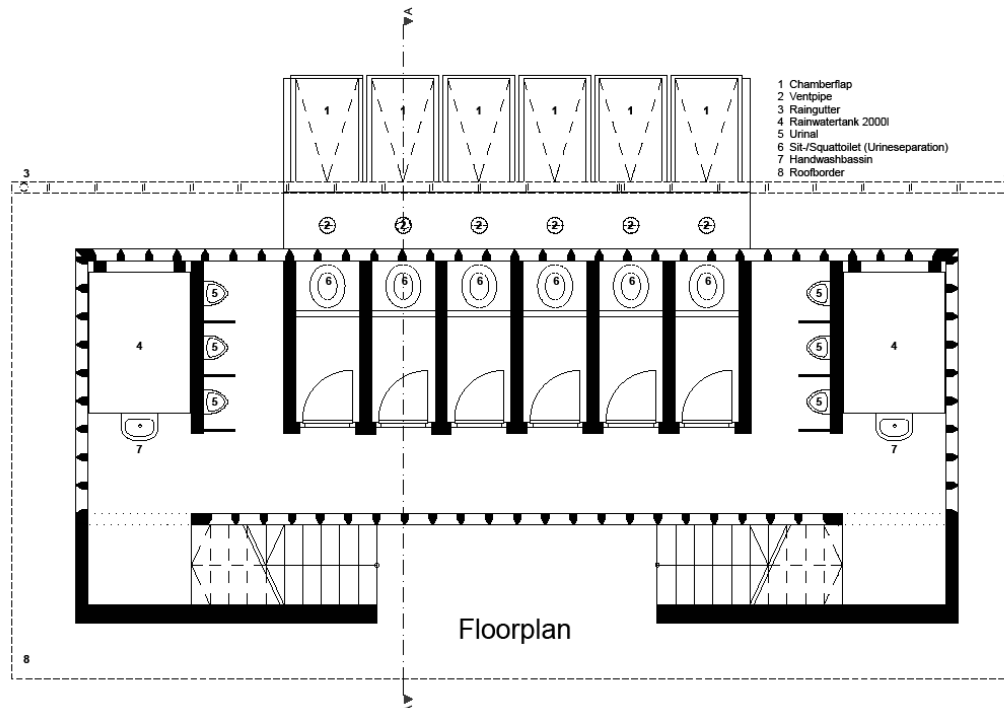 A
1 Chamberflap
2 Ventpipe
3 Raingutter
4 Rainwatertank 2000l
5 Urinal
6 Sit-/Squattoilet (Urineseparation)
7 Handwashbassin
8 Roofborder
1 1 1 1 1 1
3
2 2 2 2 2 2
6 6 6 6 6 6
5 5
4 4
5 5
5 5
7 7
Floorplan
8
A